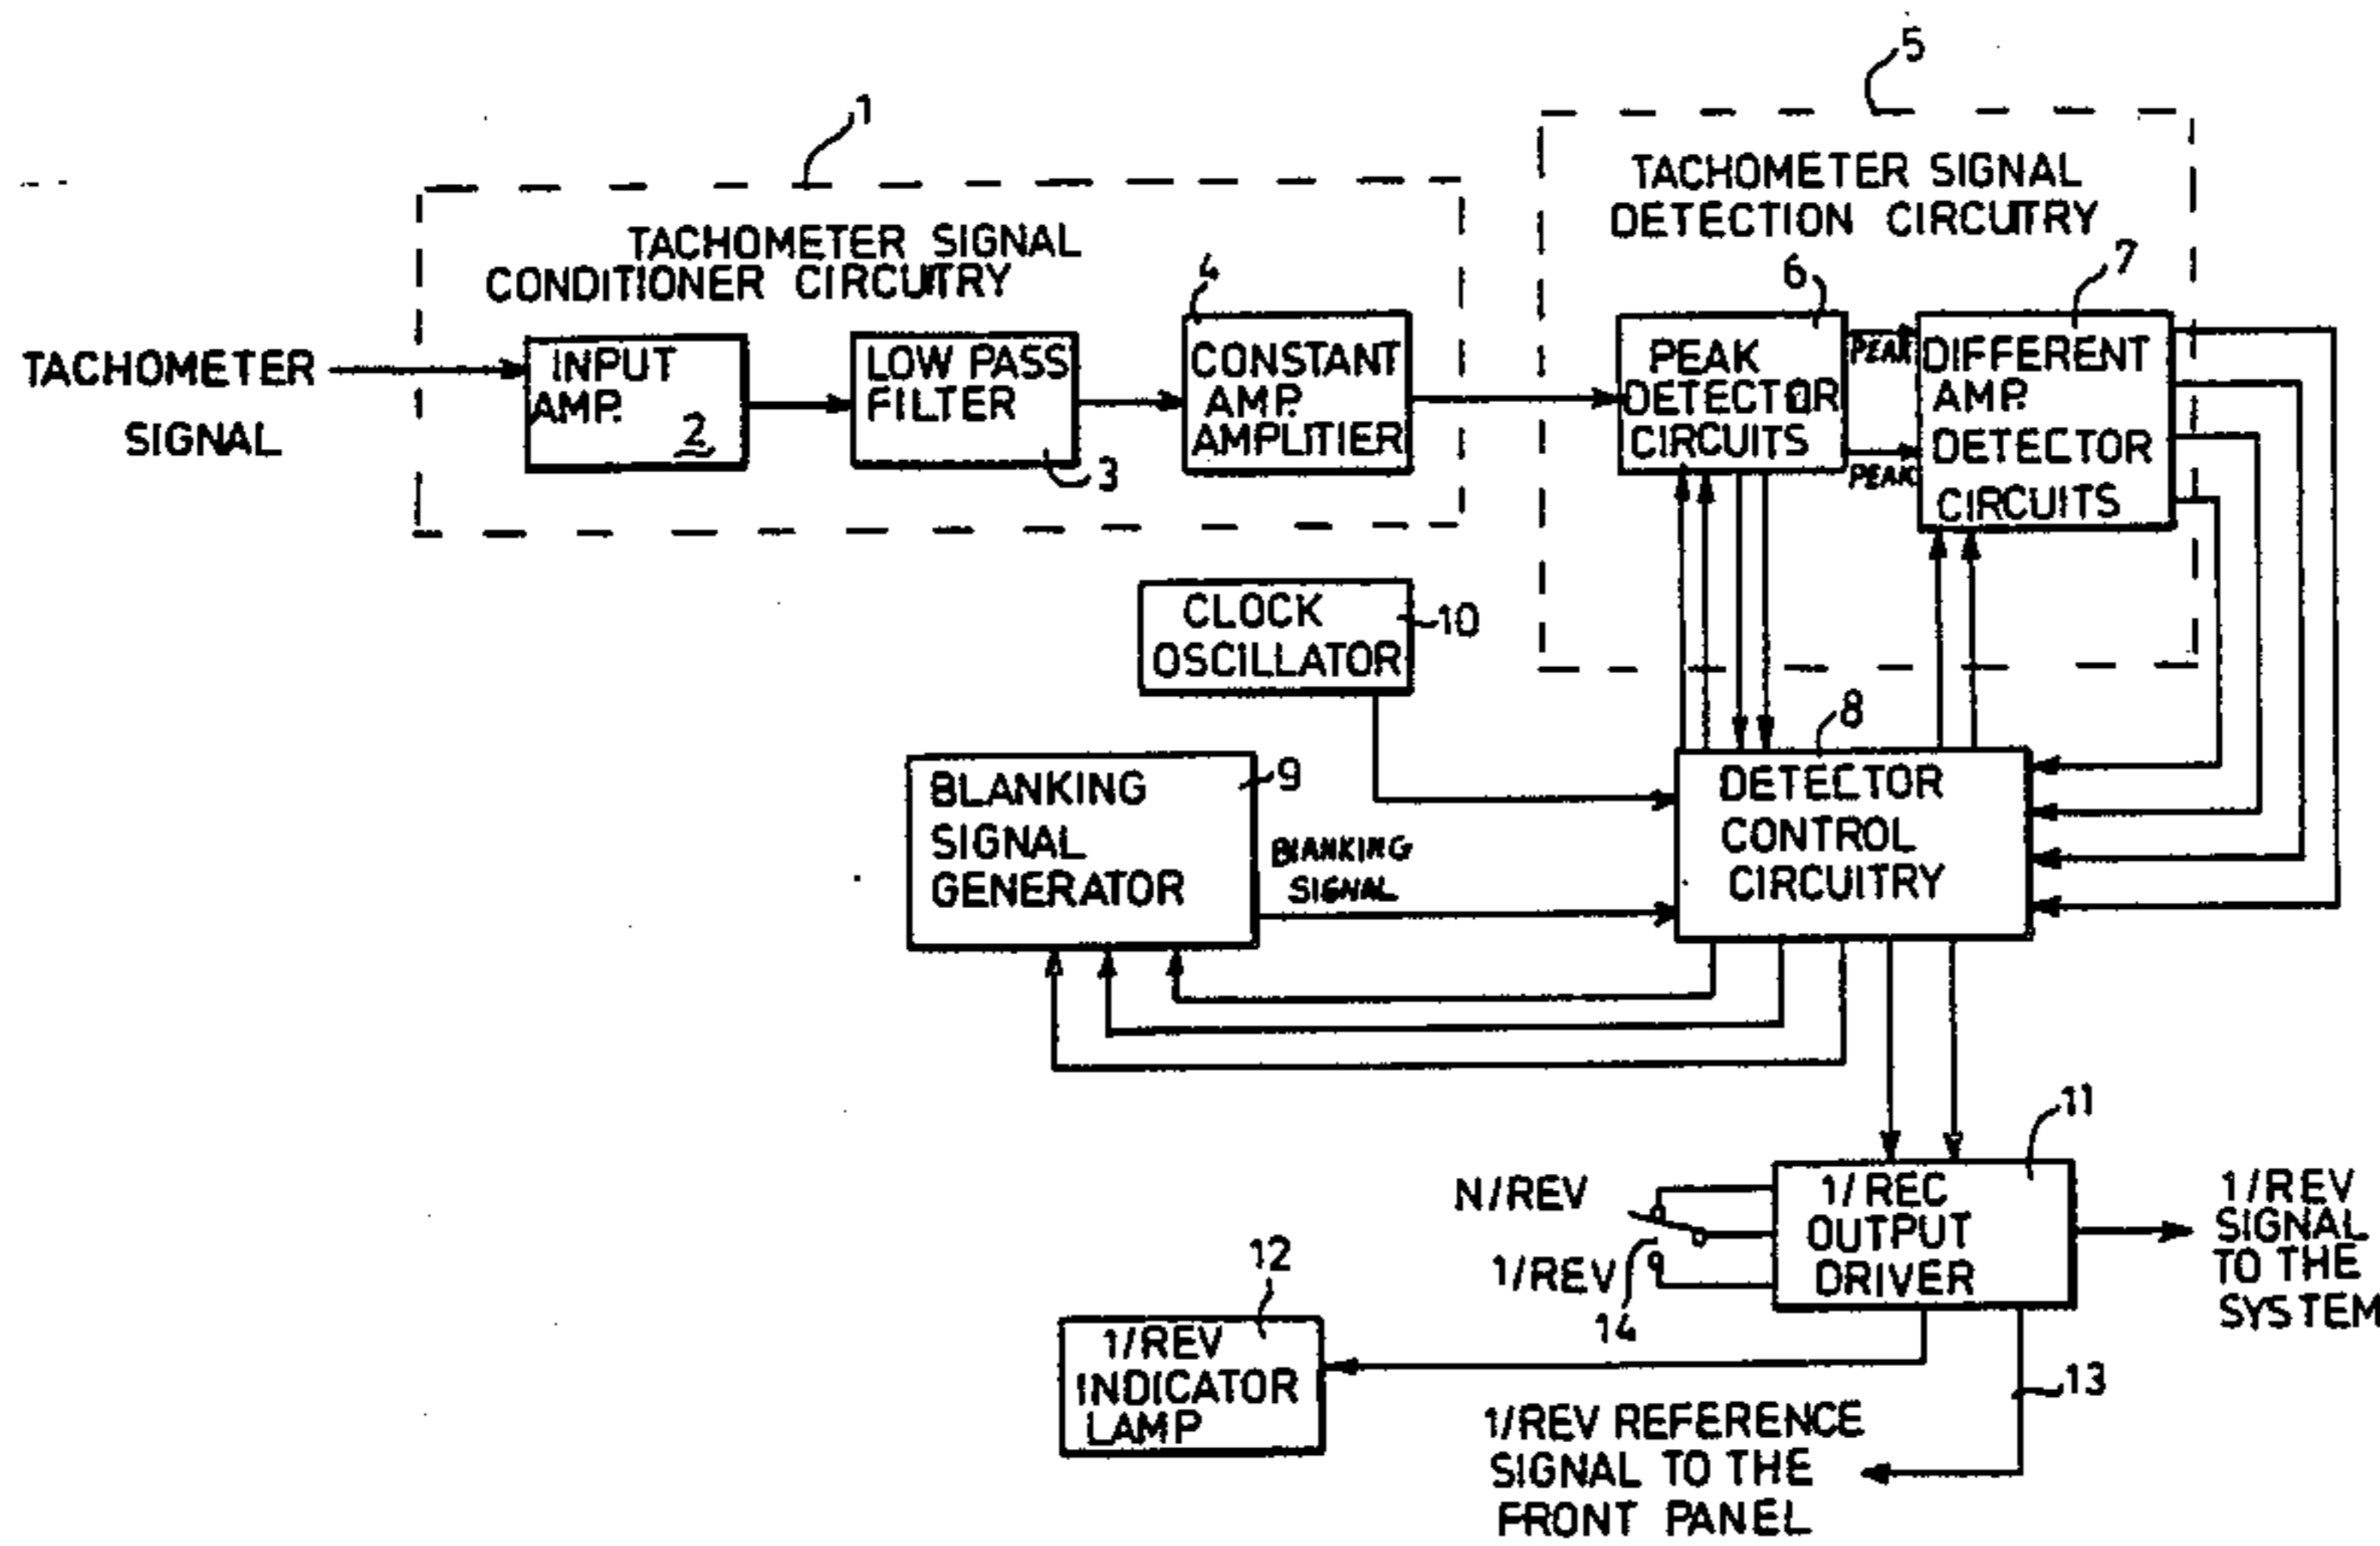 5
1
TACHOMETER SIGNAL
DETECTION CIRCUITRY
TACHOMETER SIGNAL
CONDITIONER CIRCUITRY
4
6
7
TACHOMETER
SIGNAL
INPUT
AMP.
2
LOW PASS
FILTER
3
CONSTANT
AMP.
AMPLITIER
PEAK
DETECTOR
CIRCUITS
PEAK
PEAK
DIFFERENT
AMP.
DETECTOR
CIRCUITS
CLOCK
OSCILLATOR
10
8
BLANKING
SIGNAL
GENERATOR
9
BLANKING
SIGNAL
DETECTOR
CONTROL
CIRCUITRY
11
N/REV
1/REV
14
1/REC
OUTPUT
DRIVER
1/REV
SIGNAL
TO THE
SYSTEM
12
1/REV
INDICATOR
LAMP
13
1/REV REFERENCE
SIGNAL TO THE
FRONT PANEL